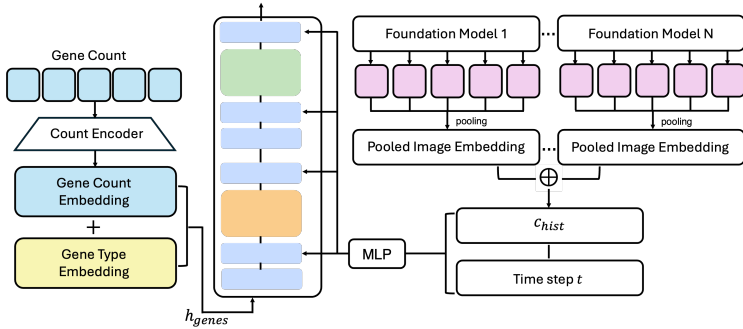 Gene Count
Count Encoder
Gene Count
Embedding
+
Gene Type
Embedding
h_genes
Foundation Model 1
...
Foundation Model N
pooling
pooling
Pooled Image Embedding
...
Pooled Image Embedding
c_hist
MLP
Time step t